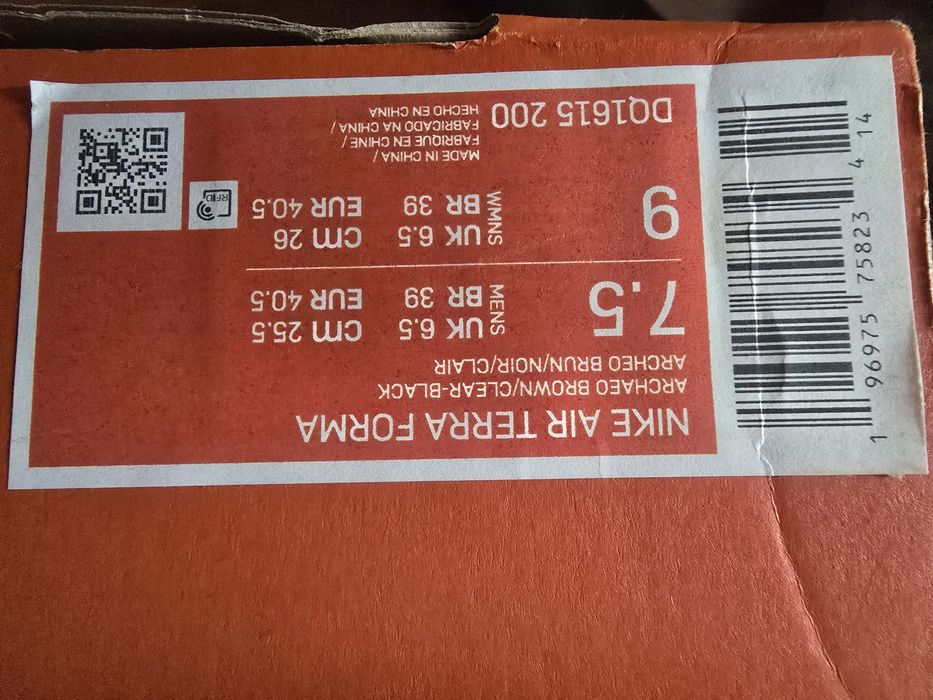 NIKE AIR TERRA FORMA
ARCHAEO BROWN/CLEAR-BLACK
ARCHEO BRUN/NOIR/CLAIR
7.5
MENS
UK 6.5 CM 25.5
BR 39 EUR 40.5
9
WMNS
UK 6.5 CM 26
BR 39 EUR 40.5
DQ1615 200
MADE IN CHINA /
FABRIQUE EN CHINE /
FABRICADO NA CHINA /
HECHO EN CHINA
RFID
1 96975 75823 4 14